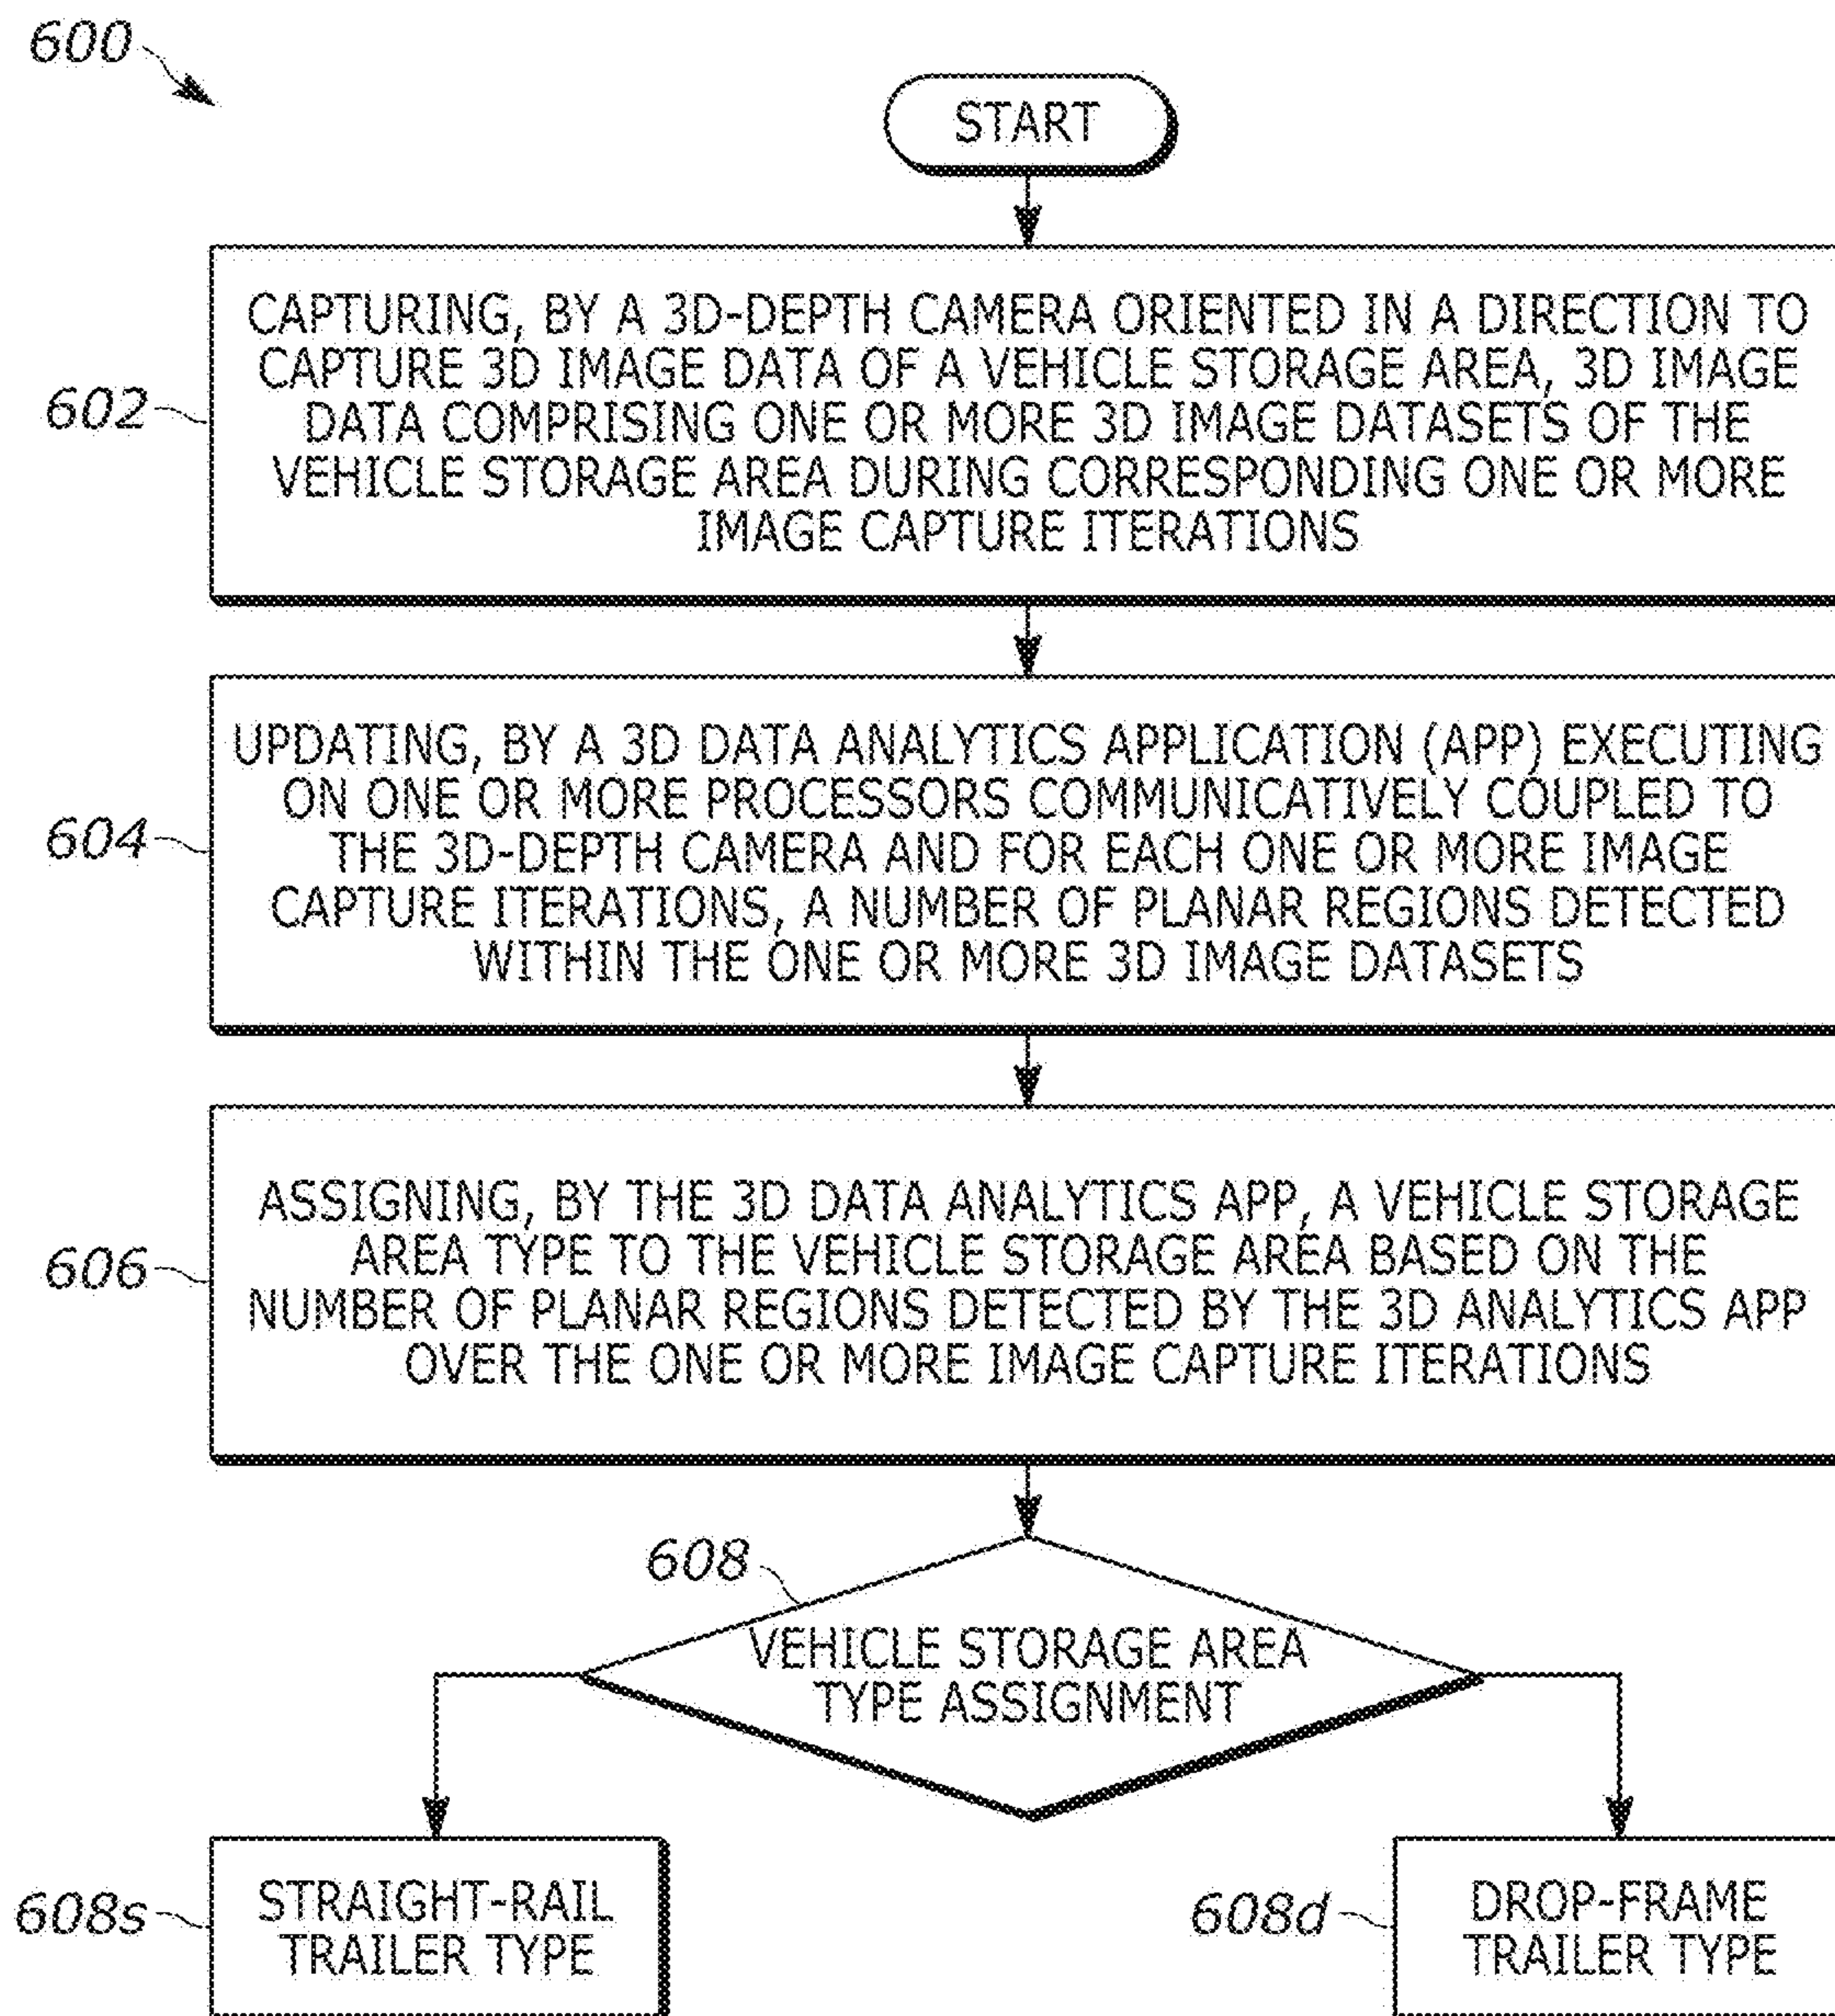 600
START
602
CAPTURING, BY A 3D-DEPTH CAMERA ORIENTED IN A DIRECTION TO
CAPTURE 3D IMAGE DATA OF A VEHICLE STORAGE AREA, 3D IMAGE
DATA COMPRISING ONE OR MORE 3D IMAGE DATASETS OF THE
VEHICLE STORAGE AREA DURING CORRESPONDING ONE OR MORE
IMAGE CAPTURE ITERATIONS
604
UPDATING, BY A 3D DATA ANALYTICS APPLICATION (APP) EXECUTING
ON ONE OR MORE PROCESSORS COMMUNICATIVELY COUPLED TO
THE 3D-DEPTH CAMERA AND FOR EACH ONE OR MORE IMAGE
CAPTURE ITERATIONS, A NUMBER OF PLANAR REGIONS DETECTED
WITHIN THE ONE OR MORE 3D IMAGE DATASETS
606
ASSIGNING, BY THE 3D DATA ANALYTICS APP, A VEHICLE STORAGE
AREA TYPE TO THE VEHICLE STORAGE AREA BASED ON THE
NUMBER OF PLANAR REGIONS DETECTED BY THE 3D ANALYTICS APP
OVER THE ONE OR MORE IMAGE CAPTURE ITERATIONS
608
VEHICLE STORAGE AREA
TYPE ASSIGNMENT
608s
STRAIGHT-RAIL
TRAILER TYPE
608d
DROP-FRAME
TRAILER TYPE